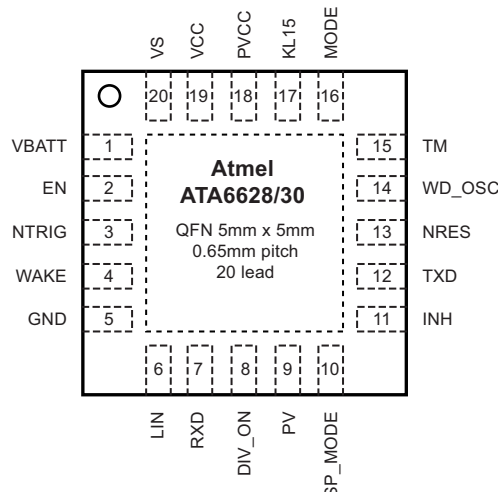 VS
VCC
PVCC
KL15
MODE
20
19
18
17
16
VBATT 1
EN 2
NTRIG 3
WAKE 4
GND 5
Atmel
ATA6628/30
QFN 5mm x 5mm
0.65mm pitch
20 lead
15 TM
14 WD_OSC
13 NRES
12 TXD
11 INH
6
7
8
9
10
LIN
RXD
DIV_ON
PV
SP_MODE